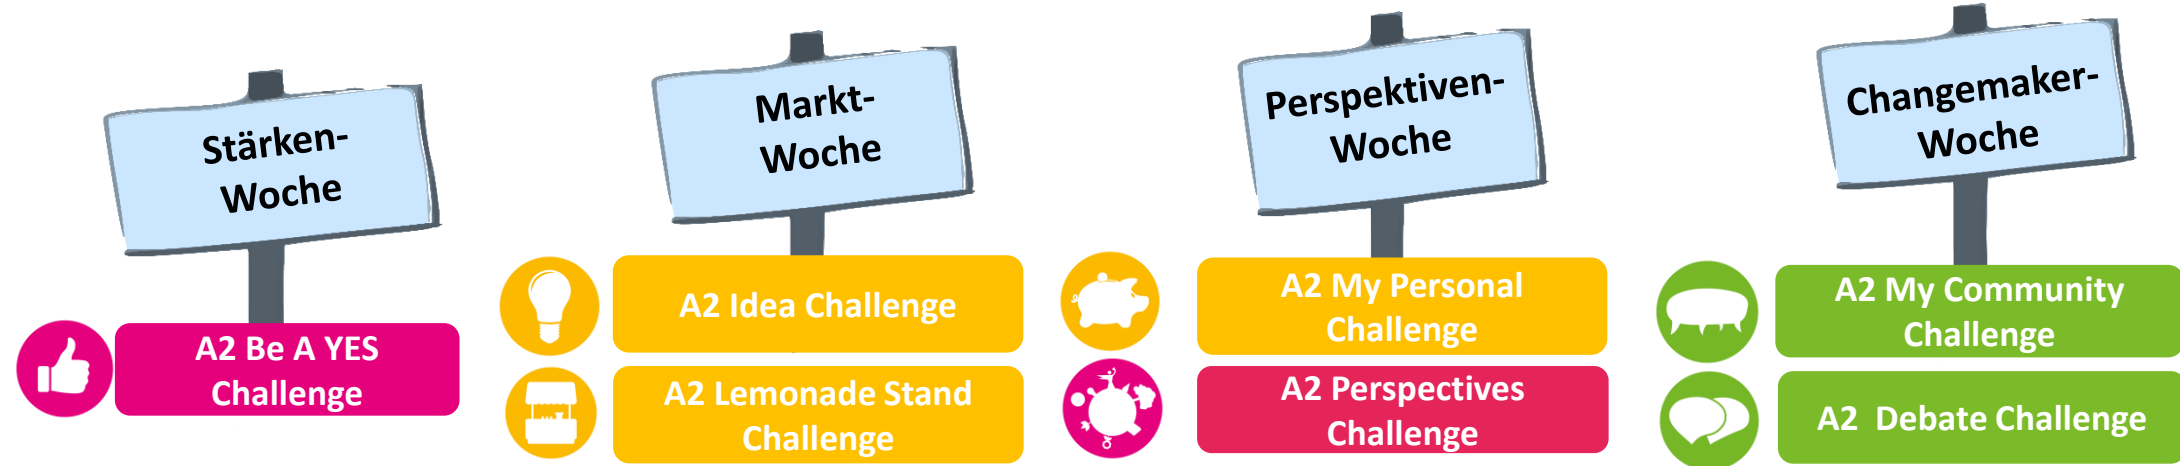 Stärken-
Woche
A2 Be A YES
Challenge
Markt-
Woche
A2 Idea Challenge
A2 Lemonade Stand
Challenge
Perspektiven-
Woche
A2 My Personal
Challenge
A2 Perspectives
Challenge
Changemaker-
Woche
A2 My Community
Challenge
A2 Debate Challenge